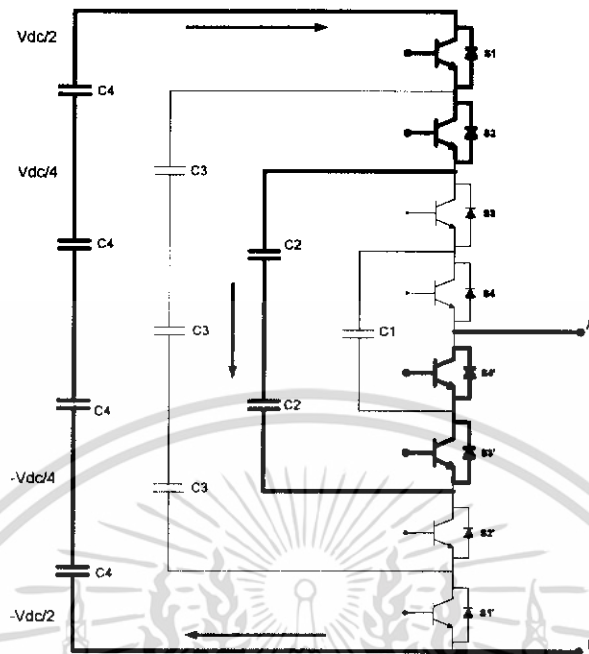 Vdc/2
S1
C4
S2
Vdc/4
C3
S3
C4
C2
S4
C3
C1
A
S4'
C4
C2
S3'
-Vdc/4
C3
S2'
C4
-Vdc/2
S1'